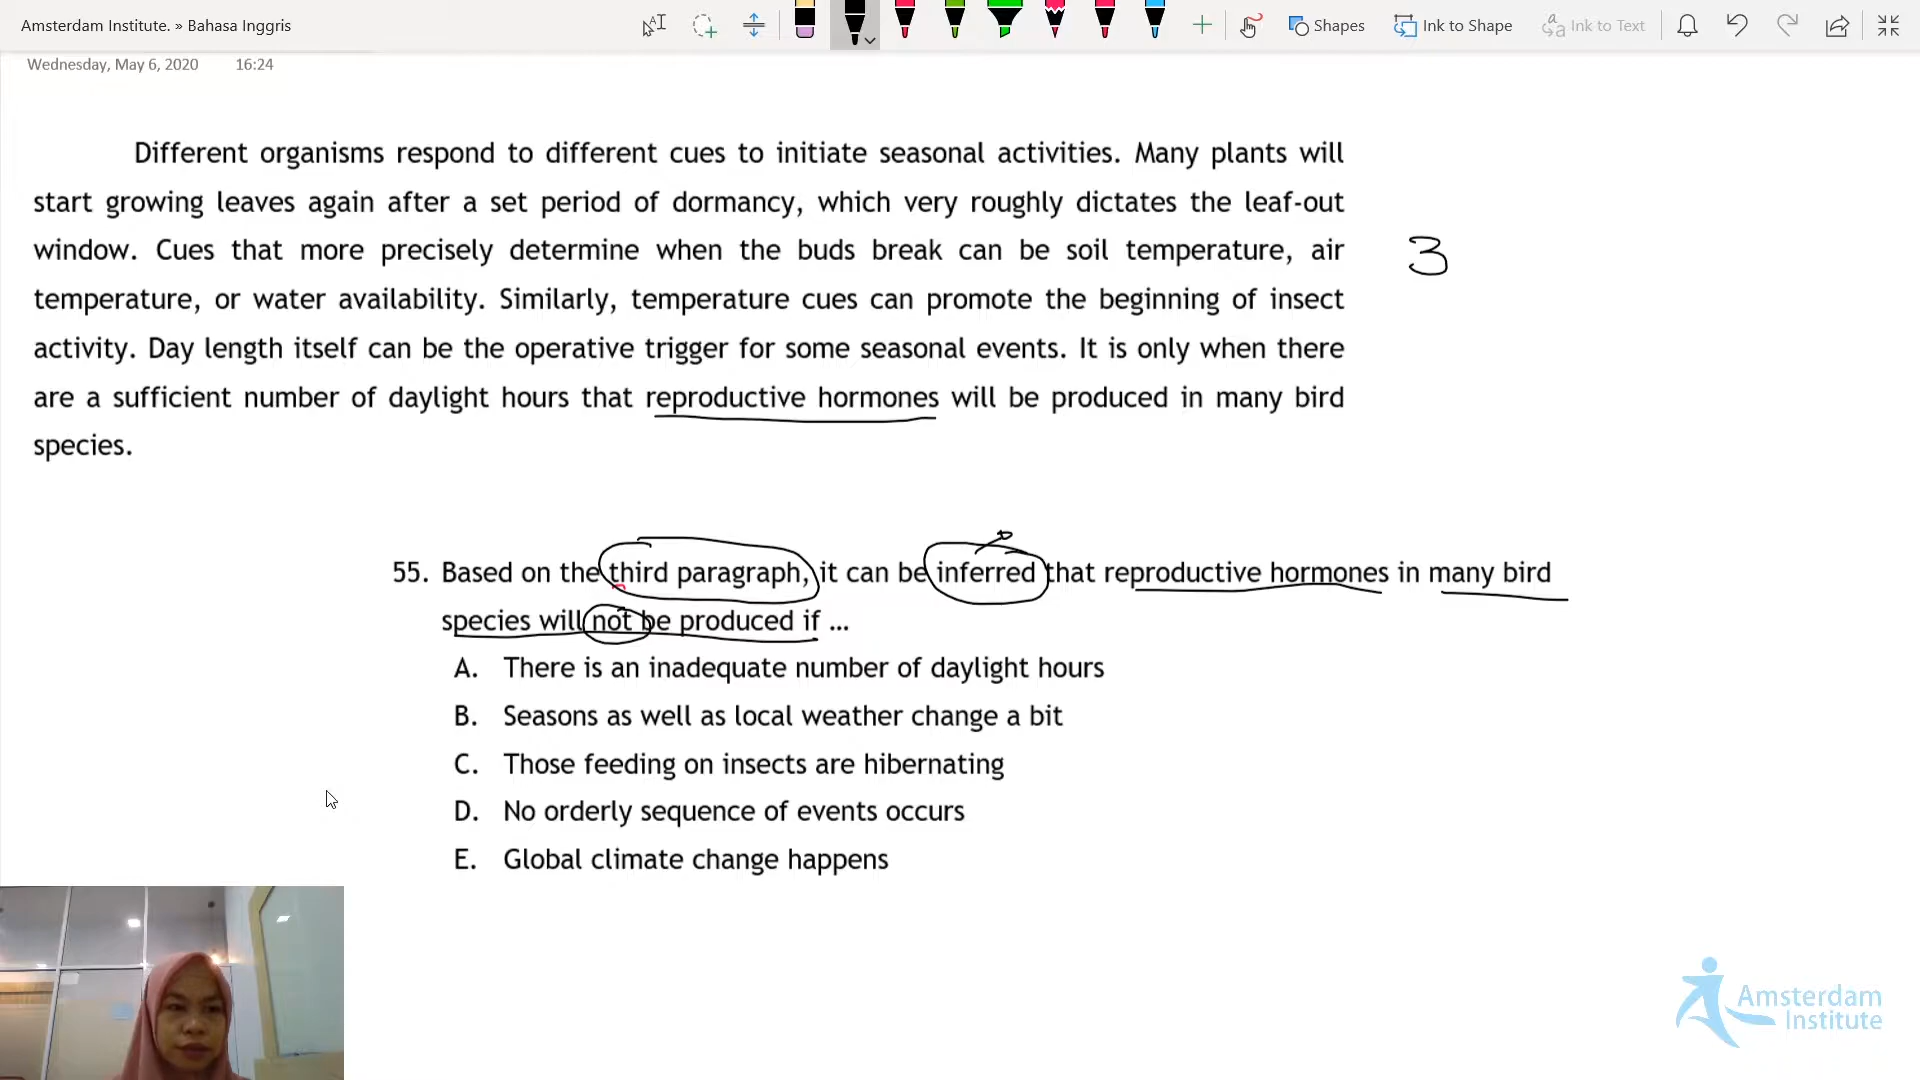 Amsterdam Institute. » Bahasa Inggris
Shapes
Ink to Shape
Ink to Text
Wednesday, May 6, 2020 16:24
Different organisms respond to different cues to initiate seasonal activities. Many plants will
start growing leaves again after a set period of dormancy, which very roughly dictates the leaf-out
window. Cues that more precisely determine when the buds break can be soil temperature, air
temperature, or water availability. Similarly, temperature cues can promote the beginning of insect
activity. Day length itself can be the operative trigger for some seasonal events. It is only when there
are a sufficient number of daylight hours that reproductive hormones will be produced in many bird
species.
3
55. Based on the third paragraph, it can be inferred that reproductive hormones in many bird
species will not be produced if ...
A. There is an inadequate number of daylight hours
B. Seasons as well as local weather change a bit
C. Those feeding on insects are hibernating
D. No orderly sequence of events occurs
E. Global climate change happens
Amsterdam
Institute